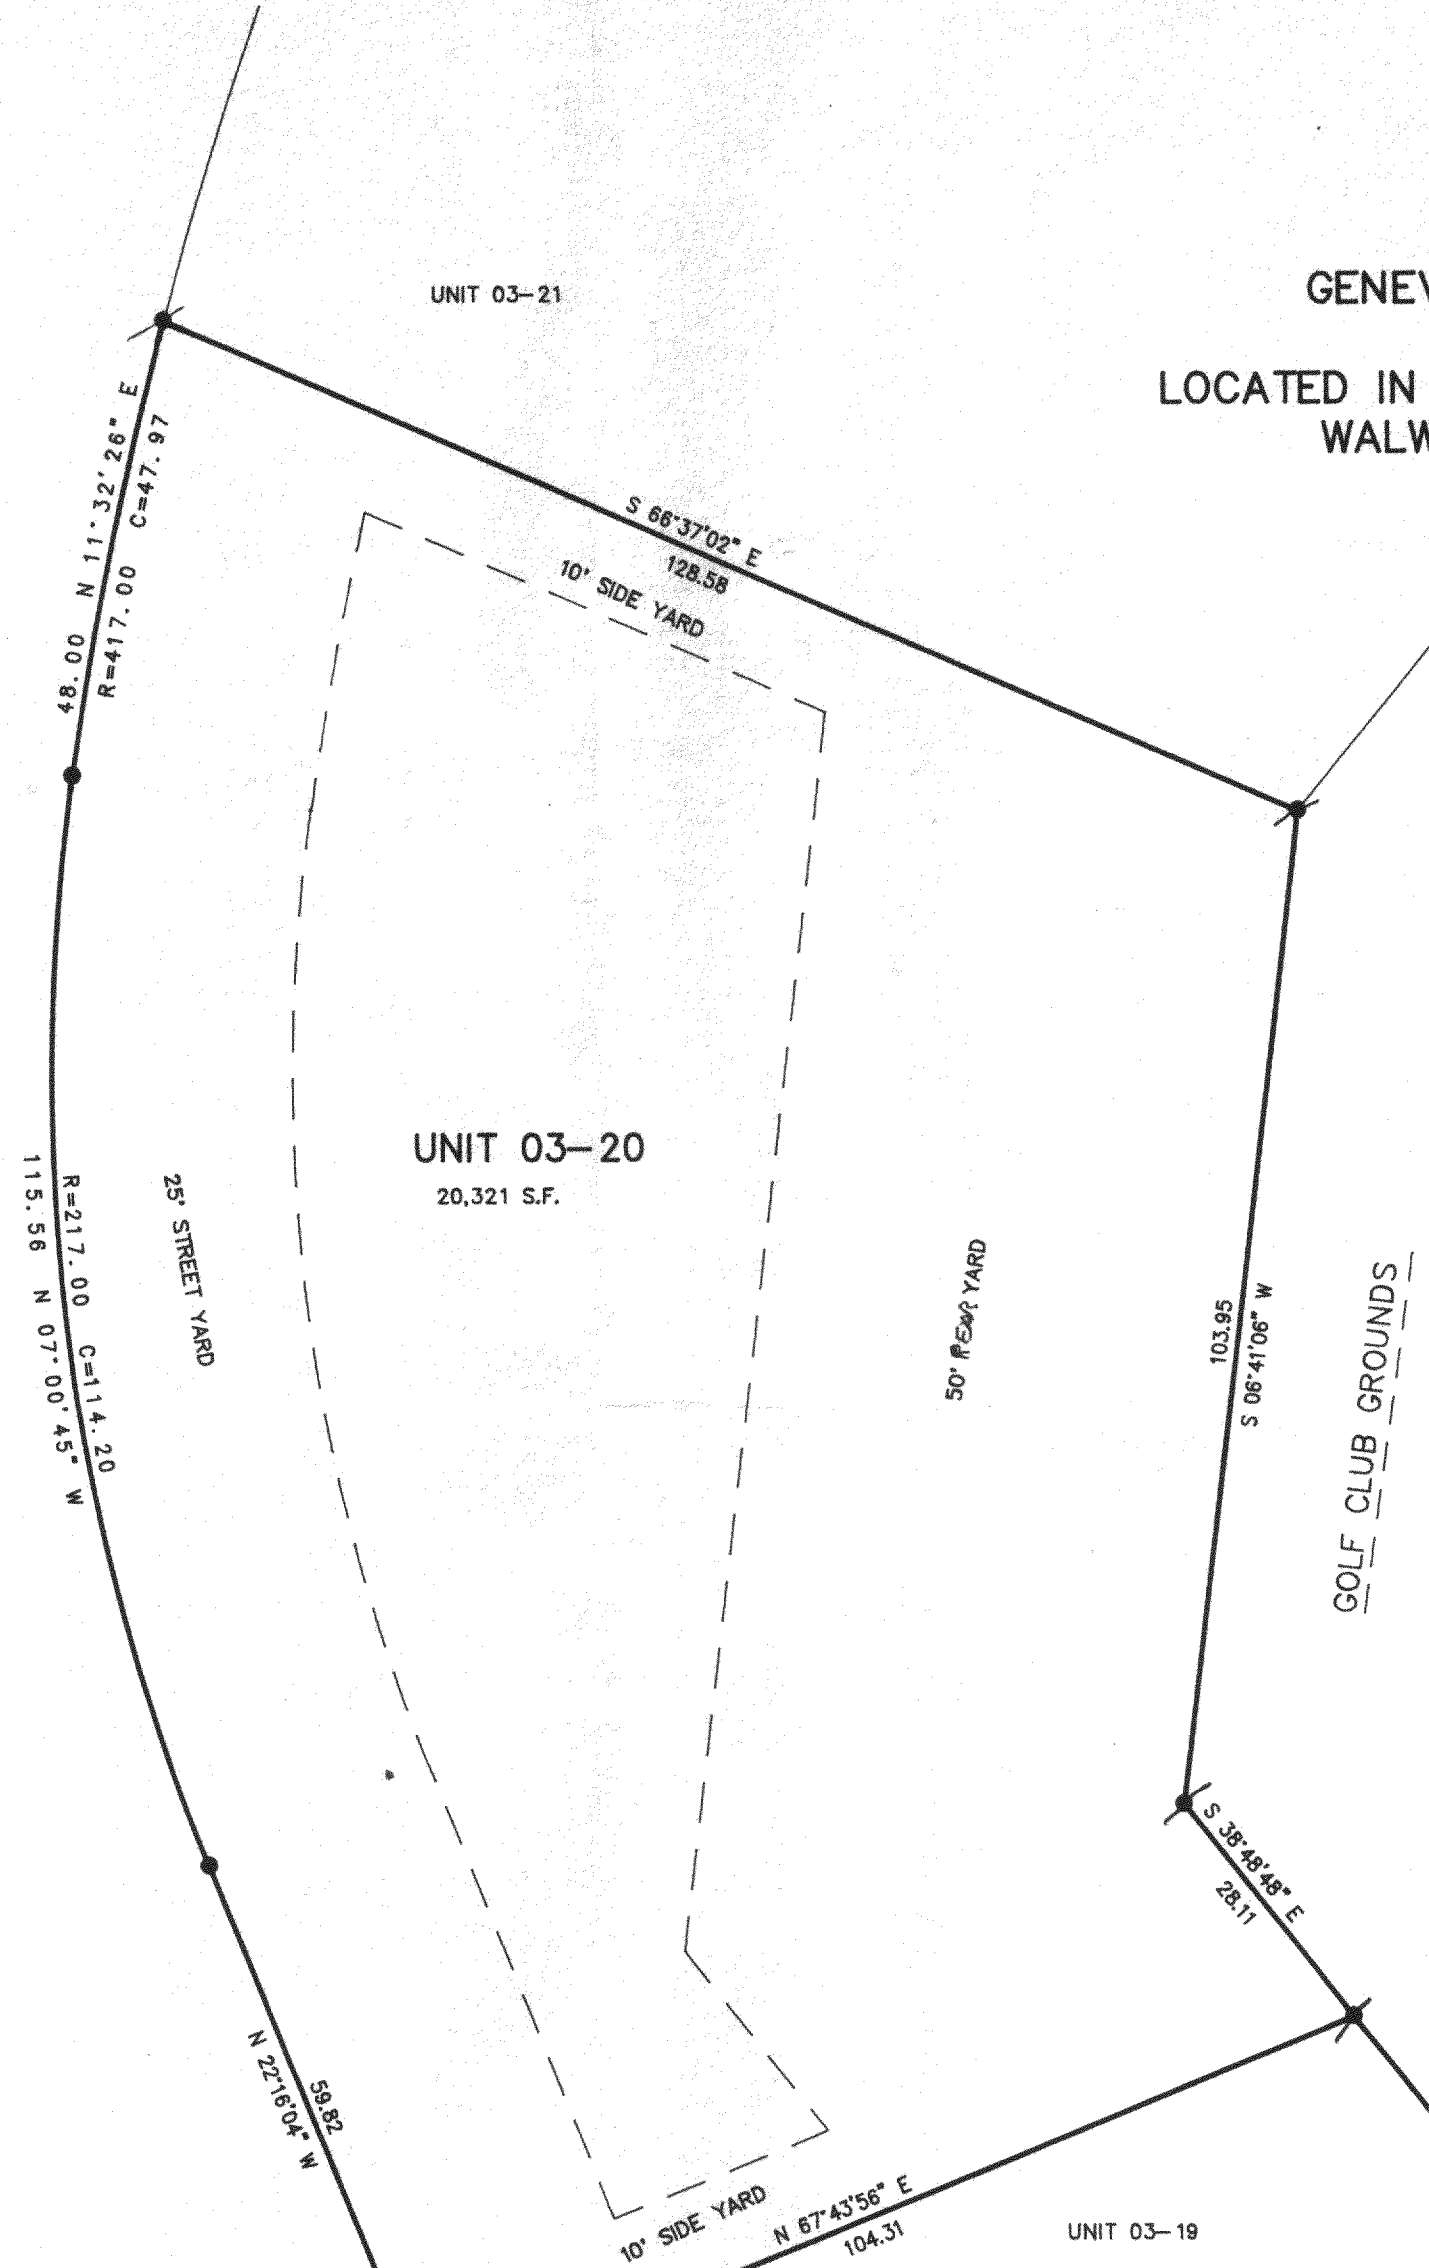 UNIT 03-21
GENEV
LOCATED IN
WALW
48.00 N 11°32'26" E
R=417.00 C=47.97
S 66°37'02" E
128.58
10' SIDE YARD
UNIT 03-20
20,321 S.F.
25' STREET YARD
R=217.00 C=114.20
115.56 N 07°00'45" W
50' REAR YARD
103.95
S 06°41'06" W
GOLF CLUB GROUNDS
S 38°48'48" E
28.11
59.82
N 22°16'04" W
10' SIDE YARD
N 67°43'56" E
104.31
UNIT 03-19